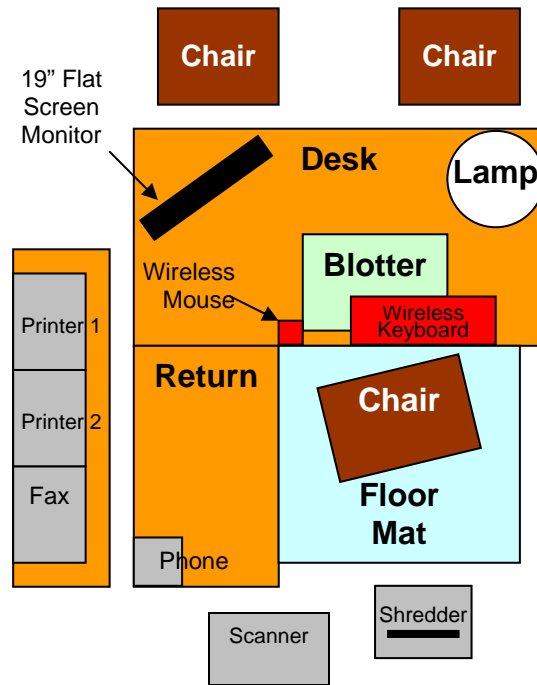 Chair
Chair
19” Flat
Screen
Monitor
Desk
Lamp
Wireless
Mouse
Blotter
Wireless
Keyboard
Printer 1
Return
Chair
Printer 2
Fax
Floor
Mat
Phone
Shredder
Scanner